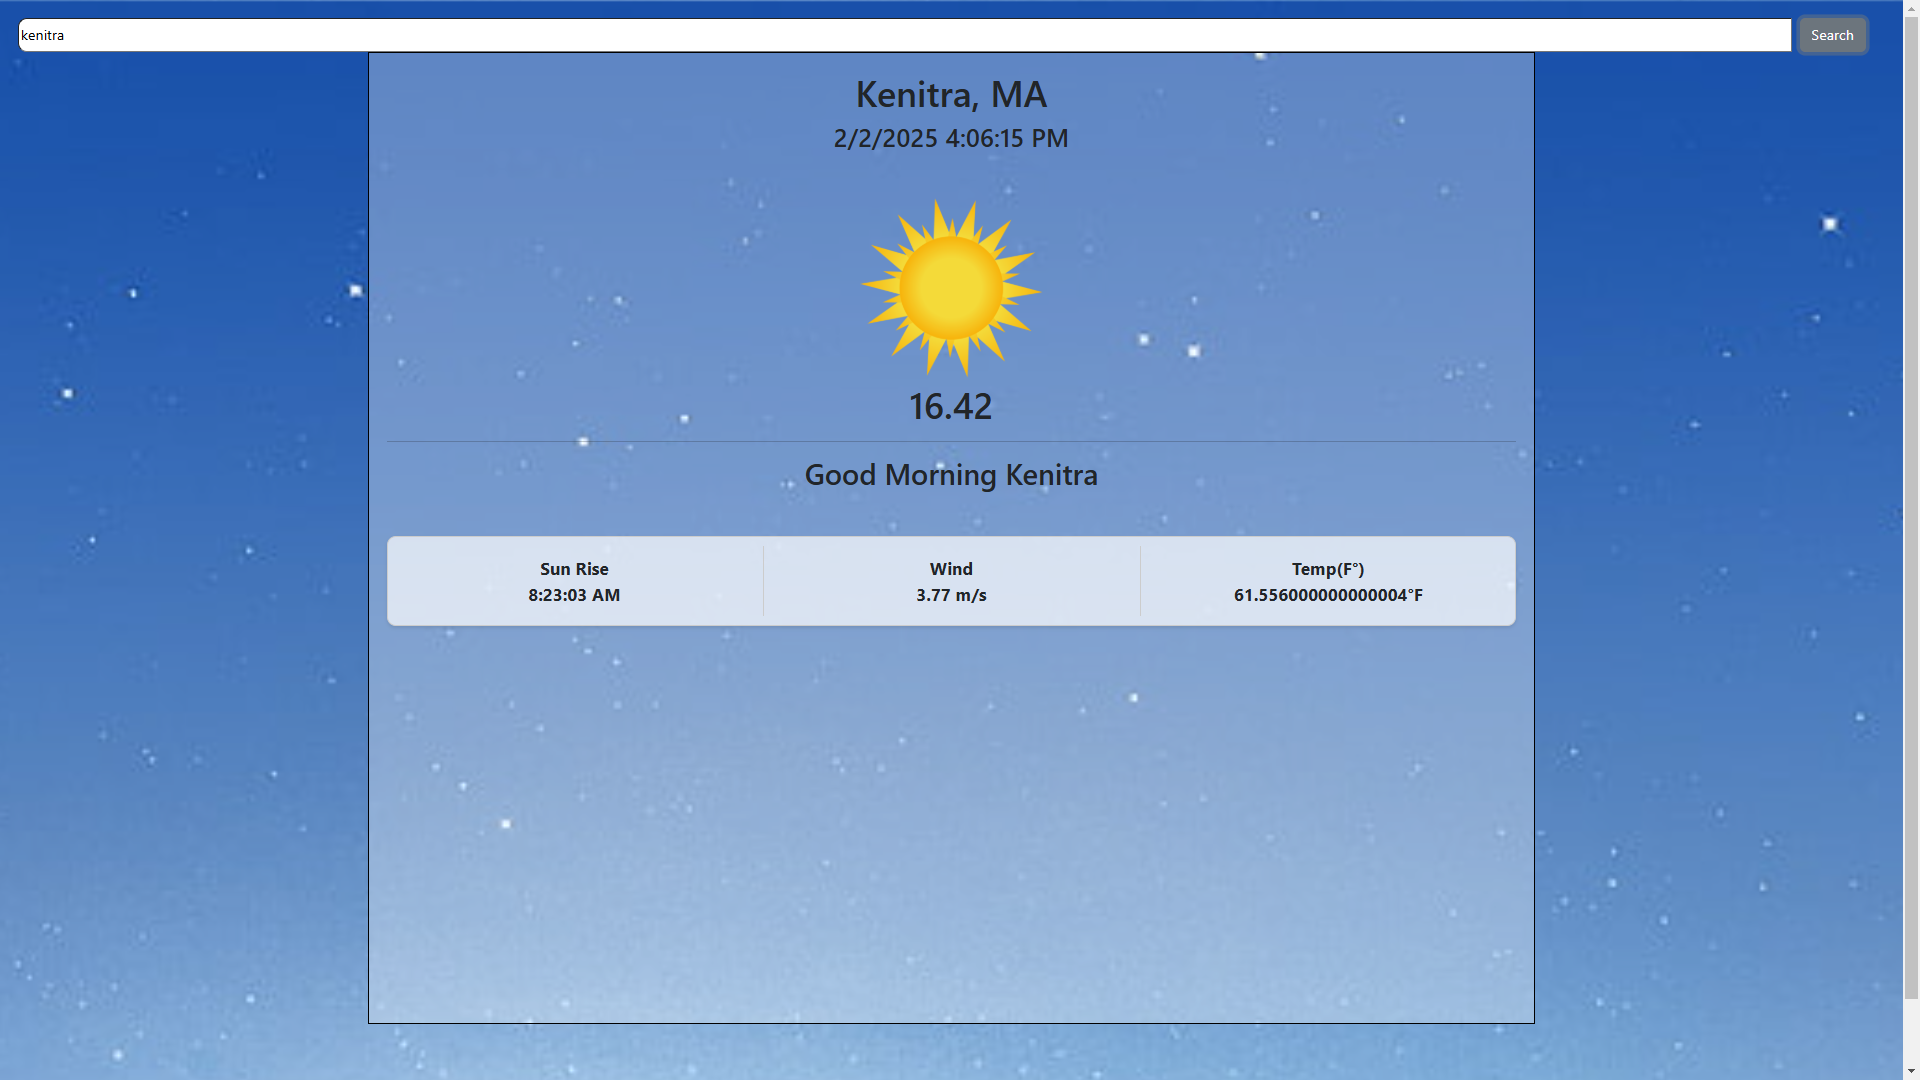 kenitra
Search
Kenitra, MA
2/2/2025 4:06:15 PM
16.42
Good Morning Kenitra
Sun Rise
8:23:03 AM
Wind
3.77 m/s
Temp(F°)
61.556000000000004°F